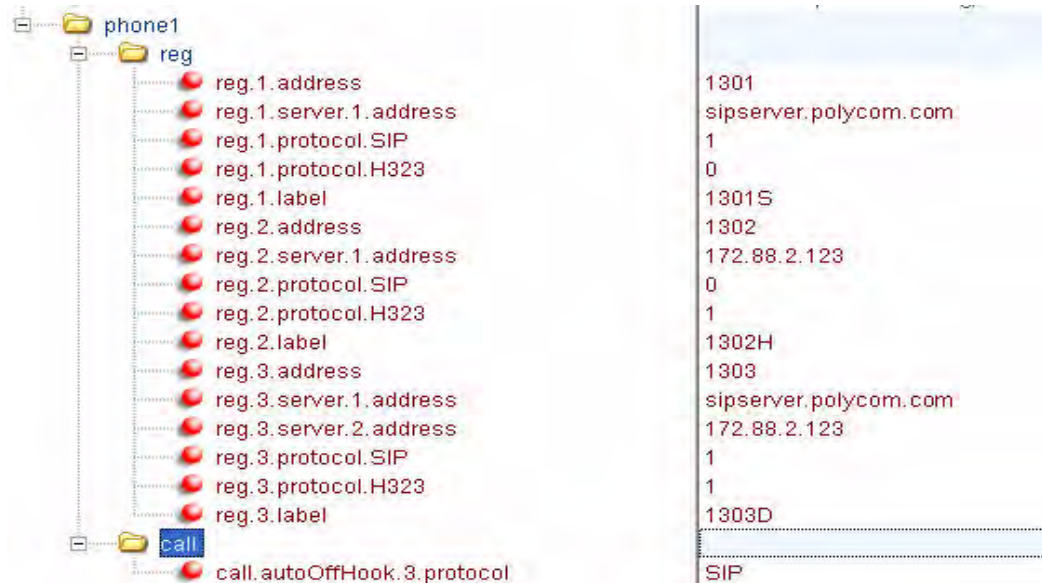 phone1
reg
reg.1.address 1301
reg.1.server.1.address sipserver.polycom.com
reg.1.protocol.SIP 1
reg.1.protocol.H323 0
reg.1.label 1301S
reg.2.address 1302
reg.2.server.1.address 172.88.2.123
reg.2.protocol.SIP 0
reg.2.protocol.H323 1
reg.2.label 1302H
reg.3.address 1303
reg.3.server.1.address sipserver.polycom.com
reg.3.server.2.address 172.88.2.123
reg.3.protocol.SIP 1
reg.3.protocol.H323 1
reg.3.label 1303D
call
call.autoOffHook.3.protocol SIP